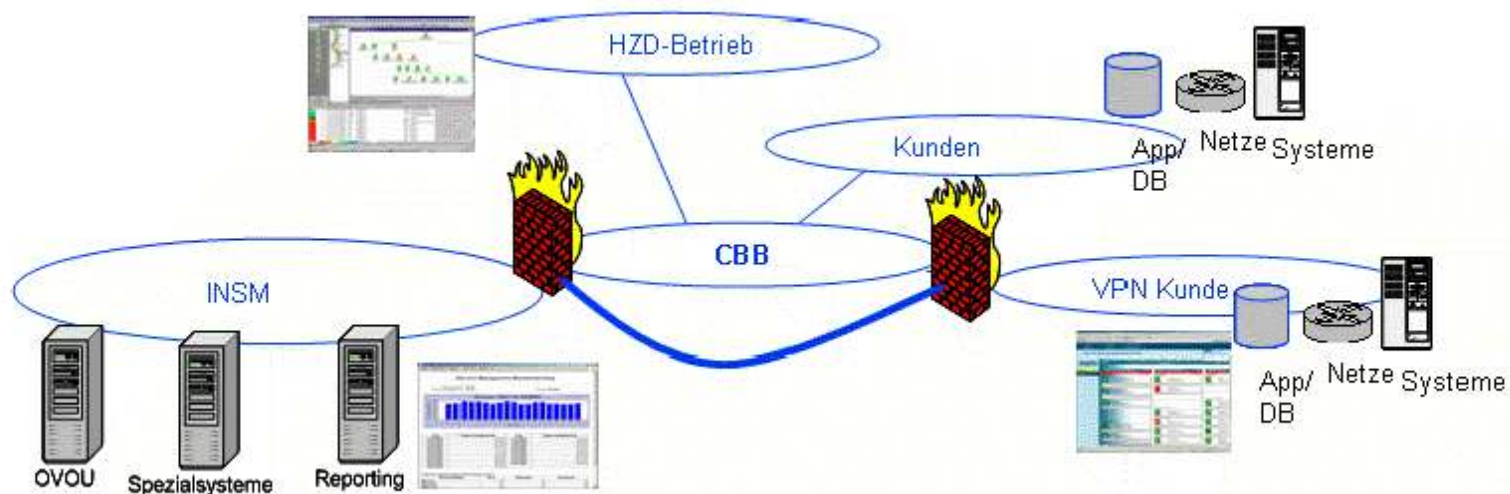 HZD-Betrieb
Kunden
App/
DB
Netze
Systeme
CBB
INSM
VPN Kunde
App/
DB
Netze
Systeme
OVOU
Spezialsysteme
Reporting